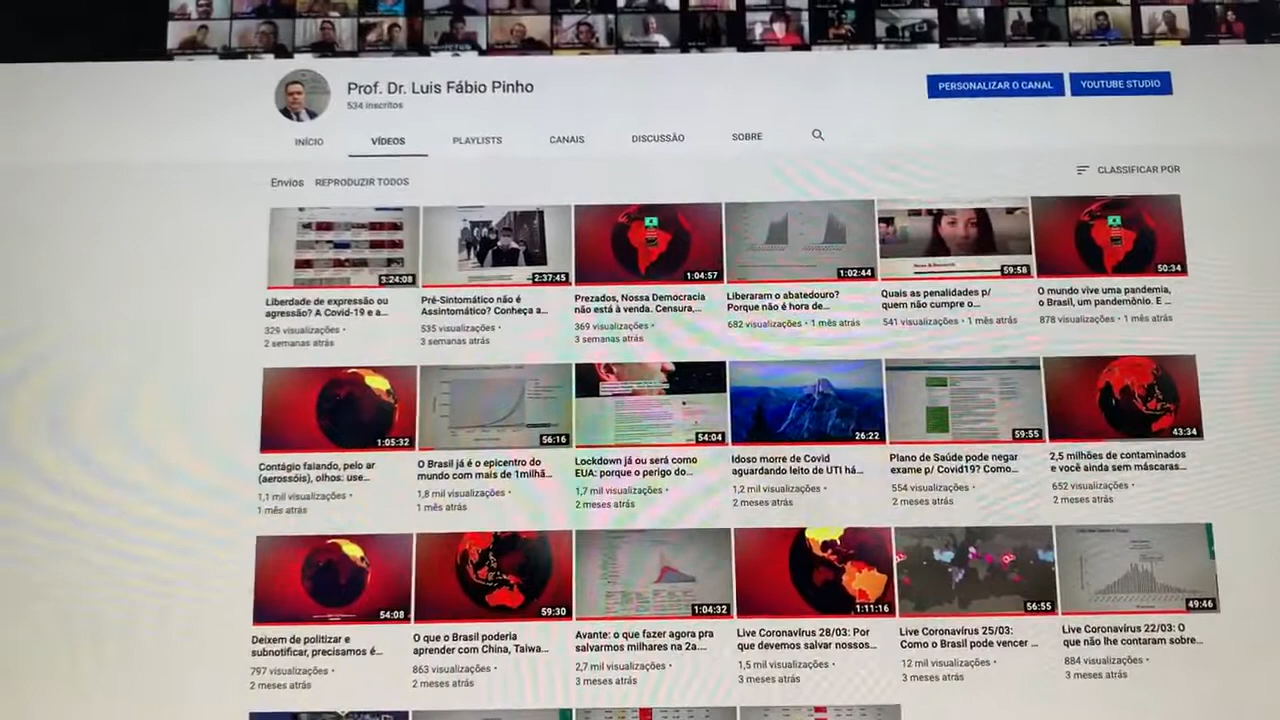 Prof. Dr. Luis Fábio Pinho
534 inscritos
PERSONALIZAR O CANAL
YOUTUBE STUDIO
INÍCIO
VÍDEOS
PLAYLISTS
CANAIS
DISCUSSÃO
SOBRE
Envios
REPRODUZIR TODOS
CLASSIFICAR POR
3:24:08
Liberdade de expressão ou
agressão? A Covid-19 e a...
329 visualizações •
2 semanas atrás
2:37:45
Pré-Sintomático não é
Assintomático? Conheça a...
535 visualizações •
3 semanas atrás
1:04:57
Prezados, Nossa Democracia
não está à venda. Censura,...
369 visualizações •
3 semanas atrás
1:02:44
Liberaram o abatedouro?
Porque não é hora de...
682 visualizações • 1 mês atrás
59:58
Quais as penalidades p/
quem não cumpre o...
541 visualizações • 1 mês atrás
50:34
O mundo vive uma pandemia,
o Brasil, um pandemônio. E ...
878 visualizações • 1 mês atrás
1:05:32
Contágio falando, pelo ar
(aerossóis), olhos: use...
1,1 mil visualizações •
1 mês atrás
56:16
O Brasil já é o epicentro do
mundo com mais de 1milhã...
1,8 mil visualizações •
1 mês atrás
54:04
Lockdown já ou será como
EUA: porque o perigo do...
1,7 mil visualizações •
2 meses atrás
26:22
Idoso morre de Covid
aguardando leito de UTI há...
1,2 mil visualizações •
2 meses atrás
59:55
Plano de Saúde pode negar
exame p/ Covid19? Como...
554 visualizações •
2 meses atrás
43:34
2,5 milhões de contaminados
e você ainda sem máscaras...
652 visualizações •
2 meses atrás
54:08
Deixem de politizar e
subnotificar, precisamos é...
797 visualizações •
2 meses atrás
59:30
O que o Brasil poderia
aprender com China, Taiwa...
863 visualizações •
2 meses atrás
1:04:32
Avante: o que fazer agora pra
salvarmos milhares na 2a....
2,7 mil visualizações •
3 meses atrás
1:11:16
Live Coronavírus 28/03: Por
que devemos salvar nossos...
1,5 mil visualizações •
3 meses atrás
56:55
Live Coronavírus 25/03:
Como o Brasil pode vencer ...
12 mil visualizações •
3 meses atrás
49:46
Live Coronavírus 22/03: O
que não lhe contaram sobre...
884 visualizações •
3 meses atrás